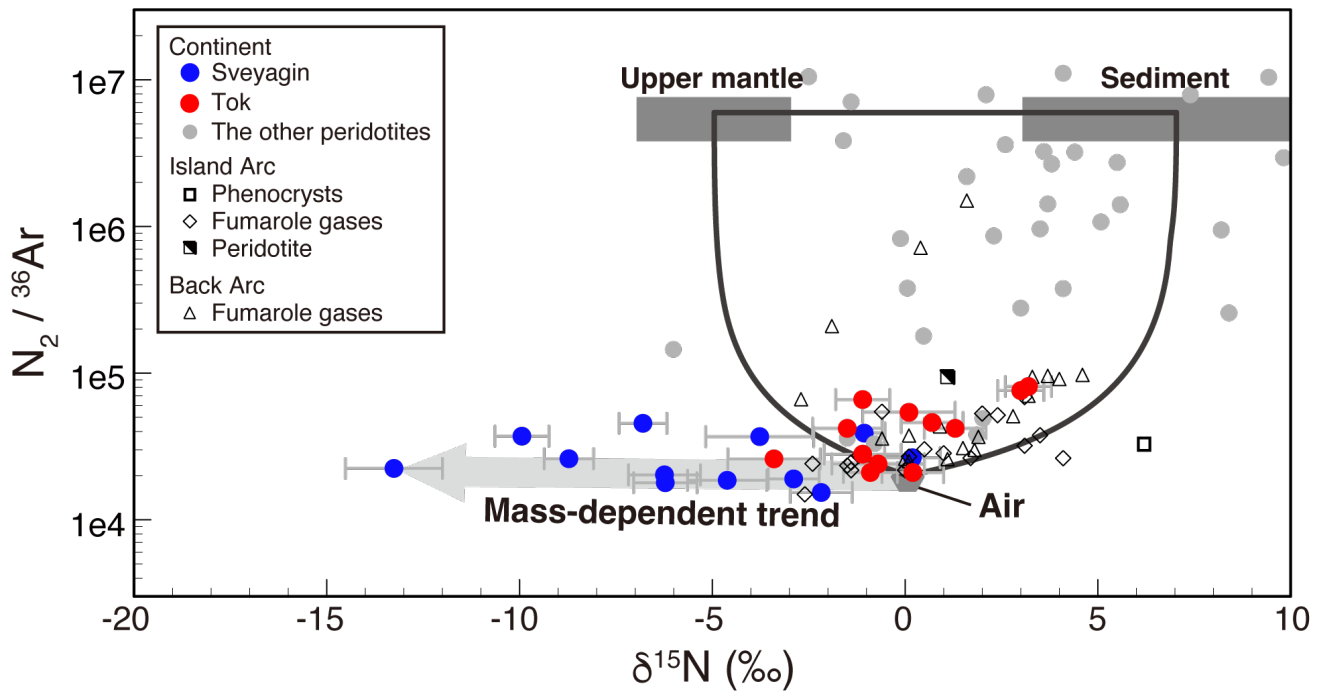 Continent
Sveyagin
Tok
The other peridotites
Island Arc
Phenocrysts
Fumarole gases
Peridotite
Back Arc
Fumarole gases
Upper mantle
Sediment
Mass-dependent trend
Air
N₂ / ³⁶Ar
1e7
1e6
1e5
1e4
-20 -15 -10 -5 0 5 10
δ¹⁵N (‰)